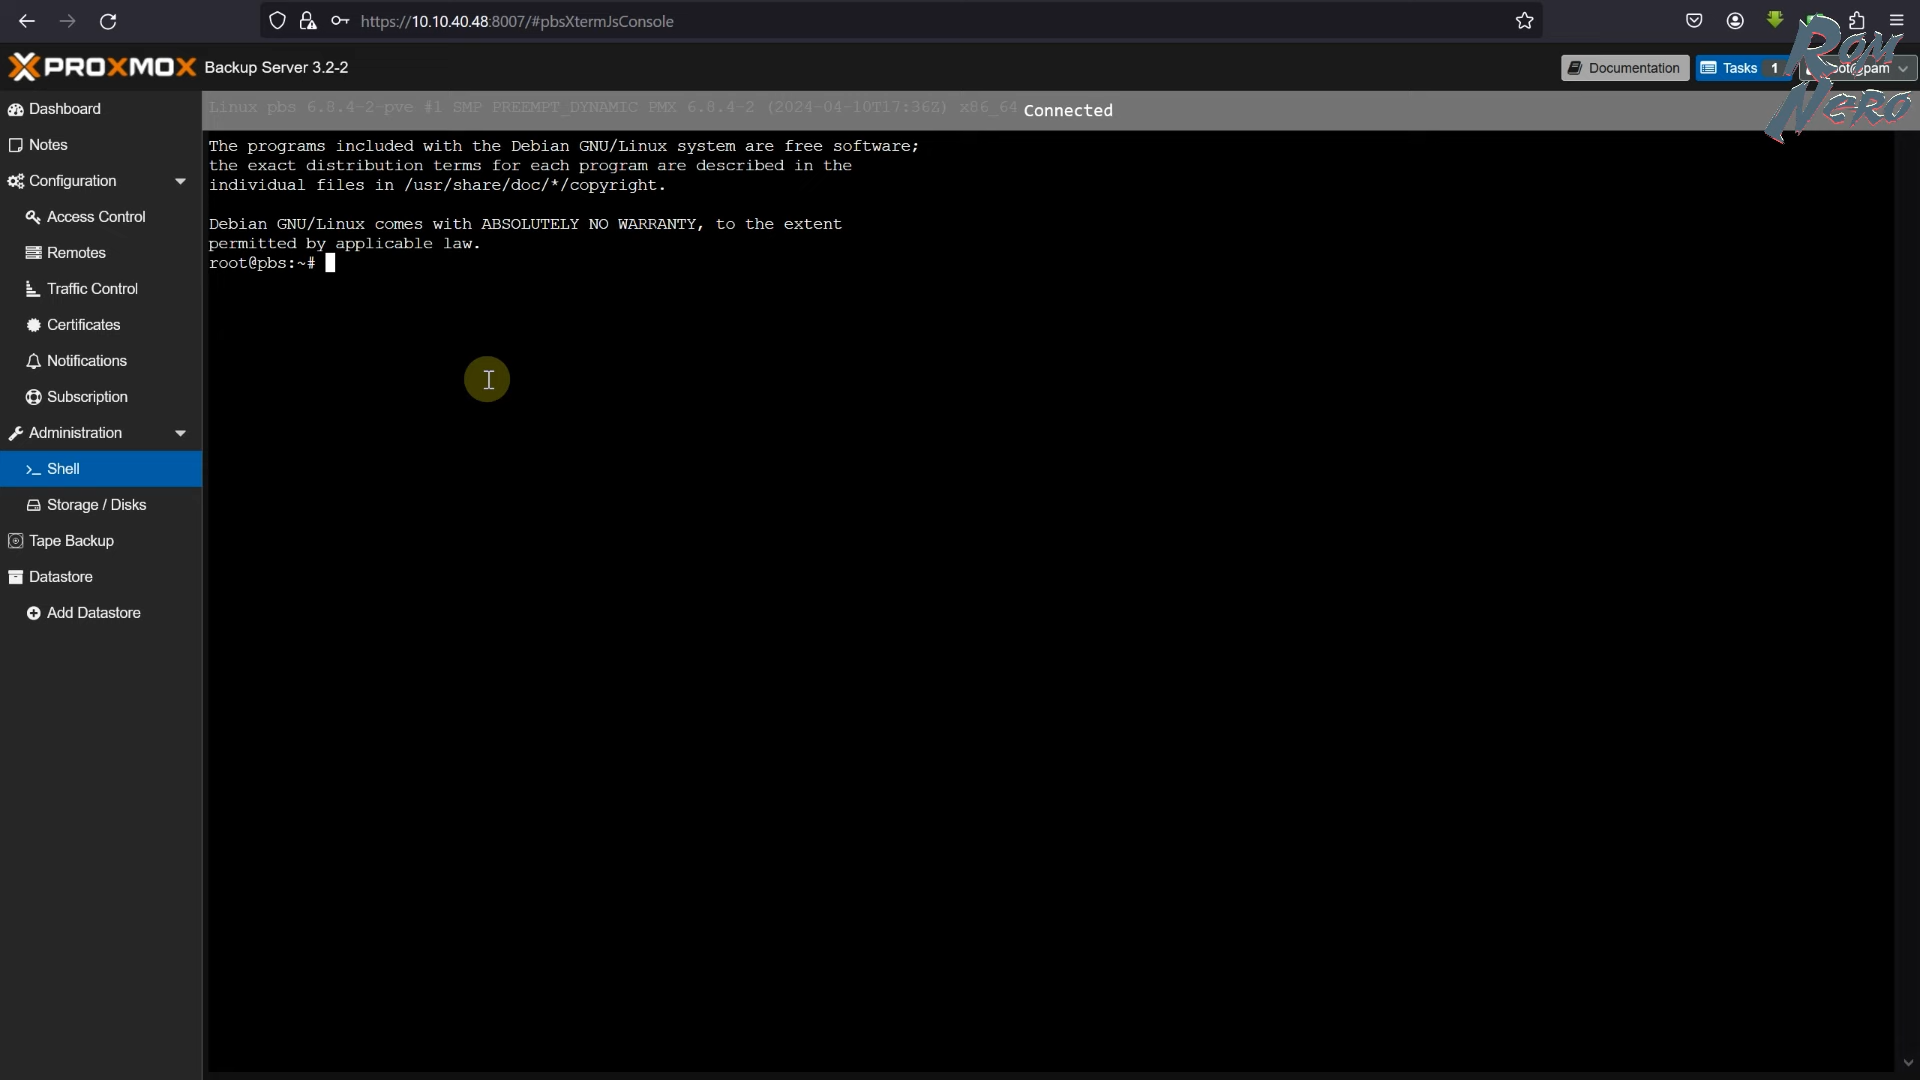 https://10.10.40.48:8007/#pbsXtermJsConsole
PROXMOX Backup Server 3.2-2
Documentation
Tasks 1
Rom
Nero
Dashboard
Notes
Configuration
Access Control
Remotes
Traffic Control
Certificates
Notifications
Subscription
Administration
>_ Shell
Storage / Disks
Tape Backup
Datastore
Add Datastore
Linux pbs 6.8.4-2-pve #1 SMP PREEMPT_DYNAMIC PMX 6.8.4-2 (2024-04-10T17:36Z) x86_64
Connected
The programs included with the Debian GNU/Linux system are free software;
the exact distribution terms for each program are described in the
individual files in /usr/share/doc/*/copyright.
Debian GNU/Linux comes with ABSOLUTELY NO WARRANTY, to the extent
permitted by applicable law.
root@pbs:~#